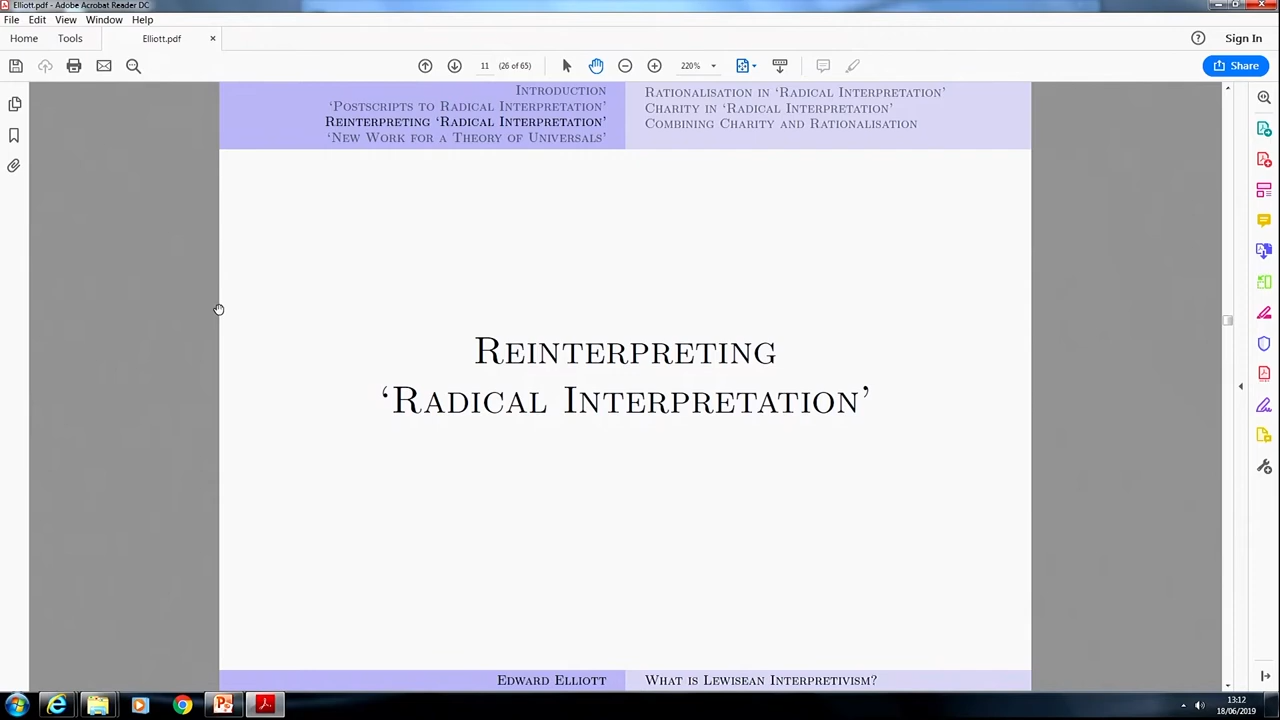 Elliott.pdf - Adobe Acrobat Reader DC
File Edit View Window Help
Home Tools Elliott.pdf × Sign In
11 (26 of 65) 220% Share
Introduction
‘Postscripts to Radical Interpretation’
Reinterpreting ‘Radical Interpretation’
‘New Work for a Theory of Universals’
Rationalisation in ‘Radical Interpretation’
Charity in ‘Radical Interpretation’
Combining Charity and Rationalisation
Reinterpreting
‘Radical Interpretation’
Edward Elliott What is Lewisean Interpretivism?
13:12
18/06/2019